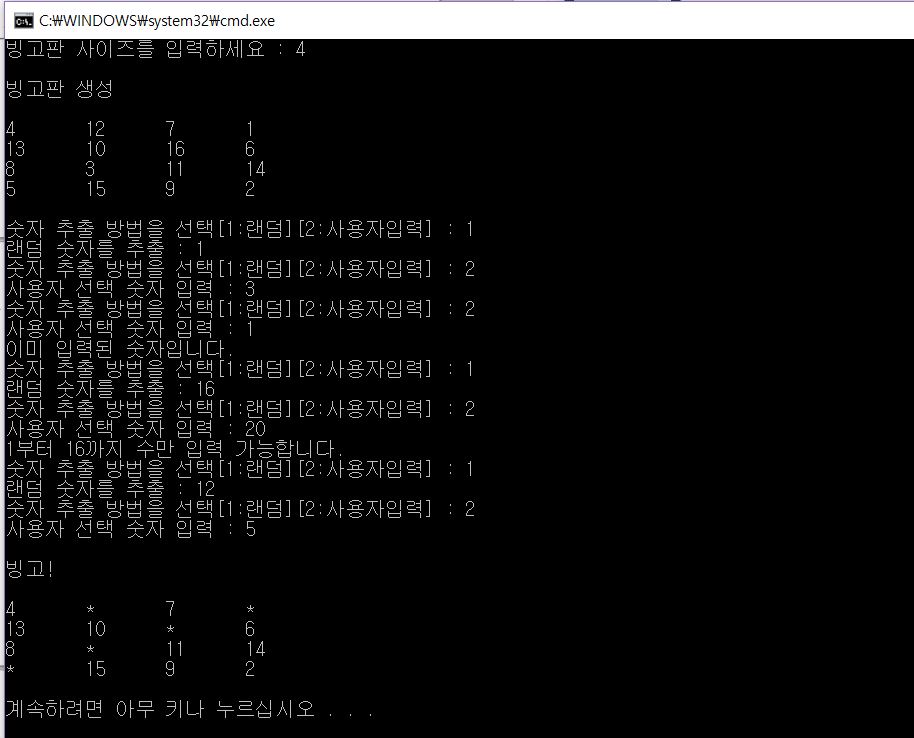 C:₩WINDOWS₩system32₩cmd.exe
빙고판 사이즈를 입력하세요 : 4
빙고판 생성
4 12 7 1
13 10 16 6
8 3 11 14
5 15 9 2
숫자 추출 방법을 선택[1:랜덤][2:사용자입력] : 1
랜덤 숫자를 추출 : 1
숫자 추출 방법을 선택[1:랜덤][2:사용자입력] : 2
사용자 선택 숫자 입력 : 3
숫자 추출 방법을 선택[1:랜덤][2:사용자입력] : 2
사용자 선택 숫자 입력 : 1
이미 입력된 숫자입니다.
숫자 추출 방법을 선택[1:랜덤][2:사용자입력] : 1
랜덤 숫자를 추출 : 16
숫자 추출 방법을 선택[1:랜덤][2:사용자입력] : 2
사용자 선택 숫자 입력 : 20
1부터 16까지 수만 입력 가능합니다.
숫자 추출 방법을 선택[1:랜덤][2:사용자입력] : 1
랜덤 숫자를 추출 : 12
숫자 추출 방법을 선택[1:랜덤][2:사용자입력] : 2
사용자 선택 숫자 입력 : 5
빙고!
4 * 7 *
13 10 * 6
8 * 11 14
* 15 9 2
계속하려면 아무 키나 누르십시오 . . .